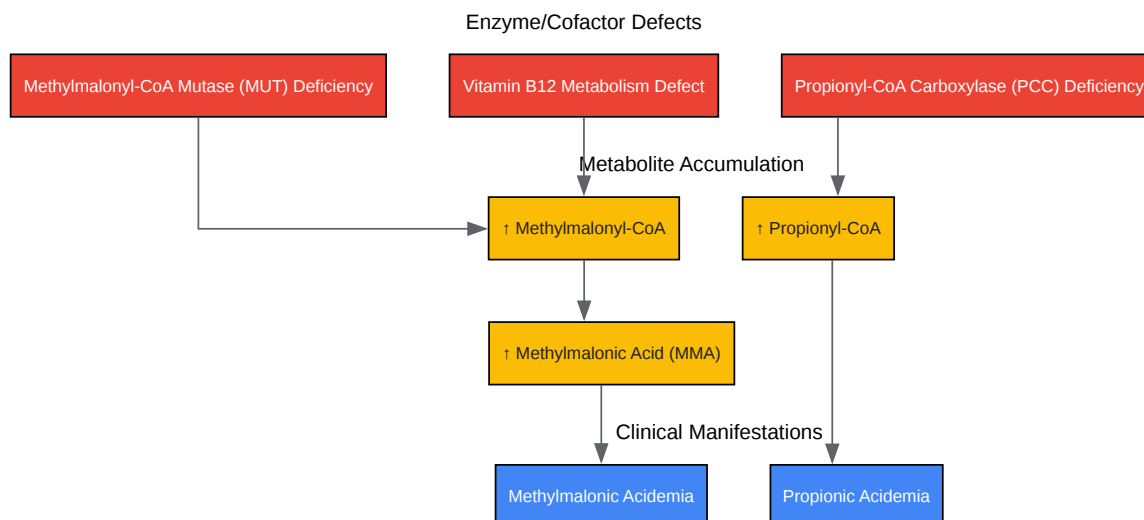 Enzyme/Cofactor Defects
Methylmalonyl-CoA Mutase (MUT) Deficiency
Vitamin B12 Metabolism Defect
Propionyl-CoA Carboxylase (PCC) Deficiency
Metabolite Accumulation
↑ Methylmalonyl-CoA
↑ Propionyl-CoA
↑ Methylmalonic Acid (MMA)
Clinical Manifestations
Methylmalonic Acidemia
Propionic Acidemia